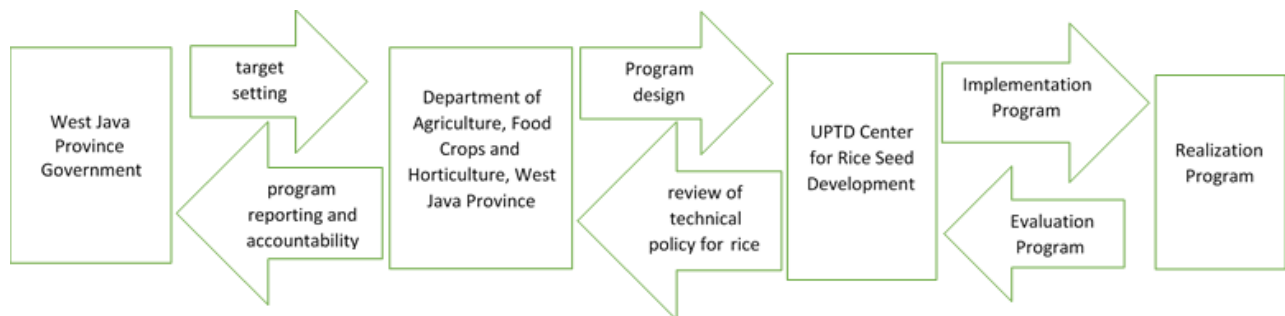 West Java
Province
Government
target
setting
program
reporting and
accountability
Department of
Agriculture, Food
Crops and
Horticulture, West
Java Province
Program
design
review of
technical
policy for rice
UPTD Center
for Rice Seed
Development
Implementation
Program
Evaluation
Program
Realization
Program